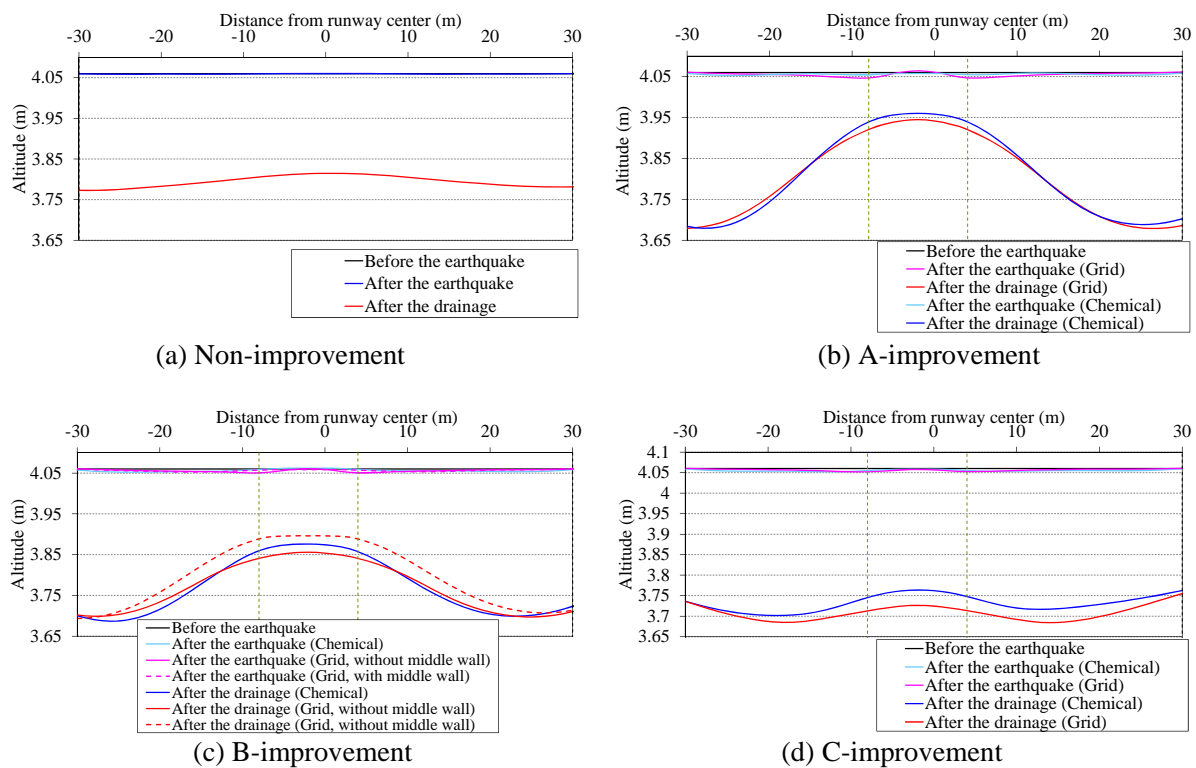 Distance from runway center (m)
-30 -20 -10 0 10 20 30
Altitude (m)
4.05
3.95
3.85
3.75
3.65
Before the earthquake
After the earthquake
After the drainage
(a) Non-improvement
Distance from runway center (m)
-30 -20 -10 0 10 20 30
Altitude (m)
4.05
3.95
3.85
3.75
3.65
Before the earthquake
After the earthquake (Grid)
After the drainage (Grid)
After the earthquake (Chemical)
After the drainage (Chemical)
(b) A-improvement
Distance from runway center (m)
-30 -20 -10 0 10 20 30
Altitude (m)
4.05
3.95
3.85
3.75
3.65
Before the earthquake
After the earthquake (Chemical)
After the earthquake (Grid, without middle wall)
After the earthquake (Grid, with middle wall)
After the drainage (Chemical)
After the drainage (Grid, without middle wall)
After the drainage (Grid, without middle wall)
(c) B-improvement
Distance from runway center (m)
-30 -20 -10 0 10 20 30
Altitude (m)
4.1
4.05
4
3.95
3.9
3.85
3.8
3.75
3.7
3.65
Before the earthquake
After the earthquake (Chemical)
After the earthquake (Grid)
After the drainage (Chemical)
After the drainage (Grid)
(d) C-improvement